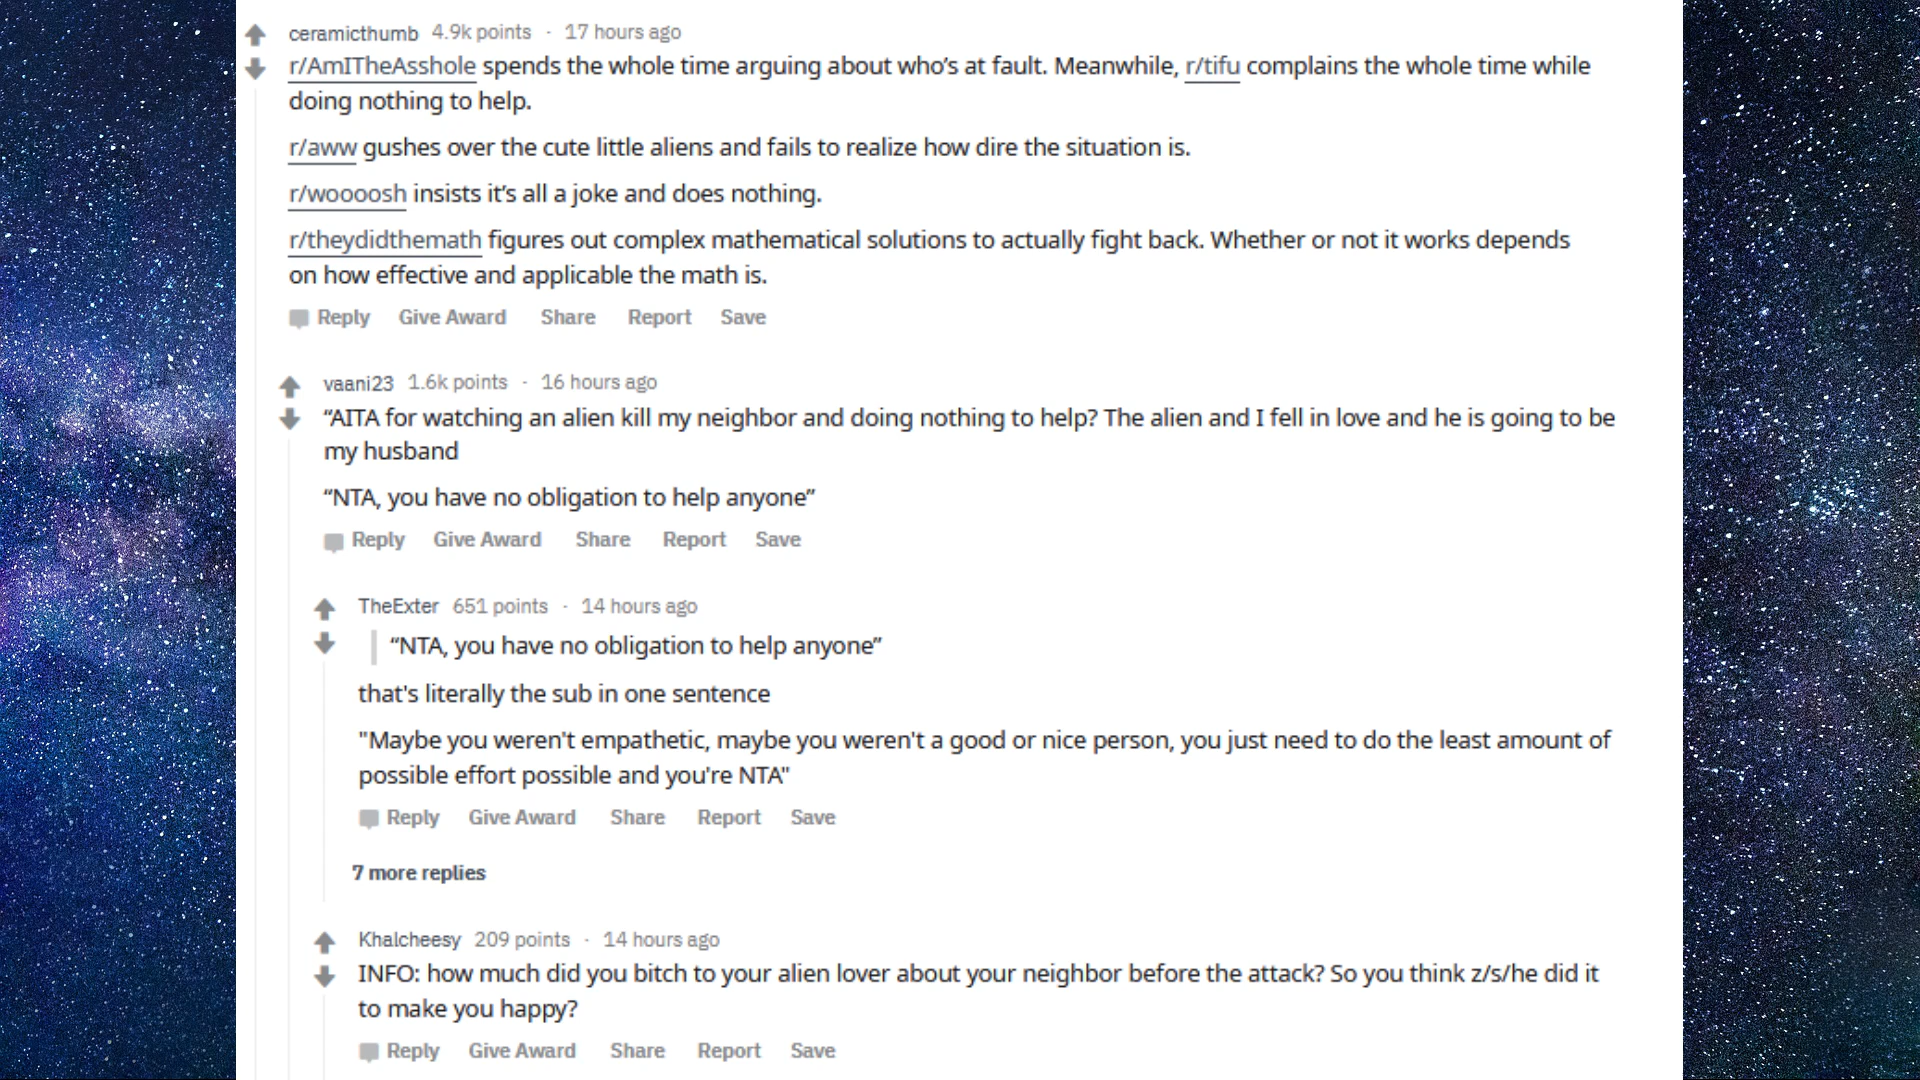 ceramicthumb 4.9k points · 17 hours ago
r/AmITheAsshole spends the whole time arguing about who’s at fault. Meanwhile, r/tifu complains the whole time while
doing nothing to help.
r/aww gushes over the cute little aliens and fails to realize how dire the situation is.
r/woooosh insists it’s all a joke and does nothing.
r/theydidthemath figures out complex mathematical solutions to actually fight back. Whether or not it works depends
on how effective and applicable the math is.
Reply Give Award Share Report Save
vaani23 1.6k points · 16 hours ago
“AITA for watching an alien kill my neighbor and doing nothing to help? The alien and I fell in love and he is going to be
my husband
“NTA, you have no obligation to help anyone”
Reply Give Award Share Report Save
TheExter 651 points · 14 hours ago
“NTA, you have no obligation to help anyone”
that's literally the sub in one sentence
"Maybe you weren't empathetic, maybe you weren't a good or nice person, you just need to do the least amount of
possible effort possible and you're NTA"
Reply Give Award Share Report Save
7 more replies
Khalcheesy 209 points · 14 hours ago
INFO: how much did you bitch to your alien lover about your neighbor before the attack? So you think z/s/he did it
to make you happy?
Reply Give Award Share Report Save